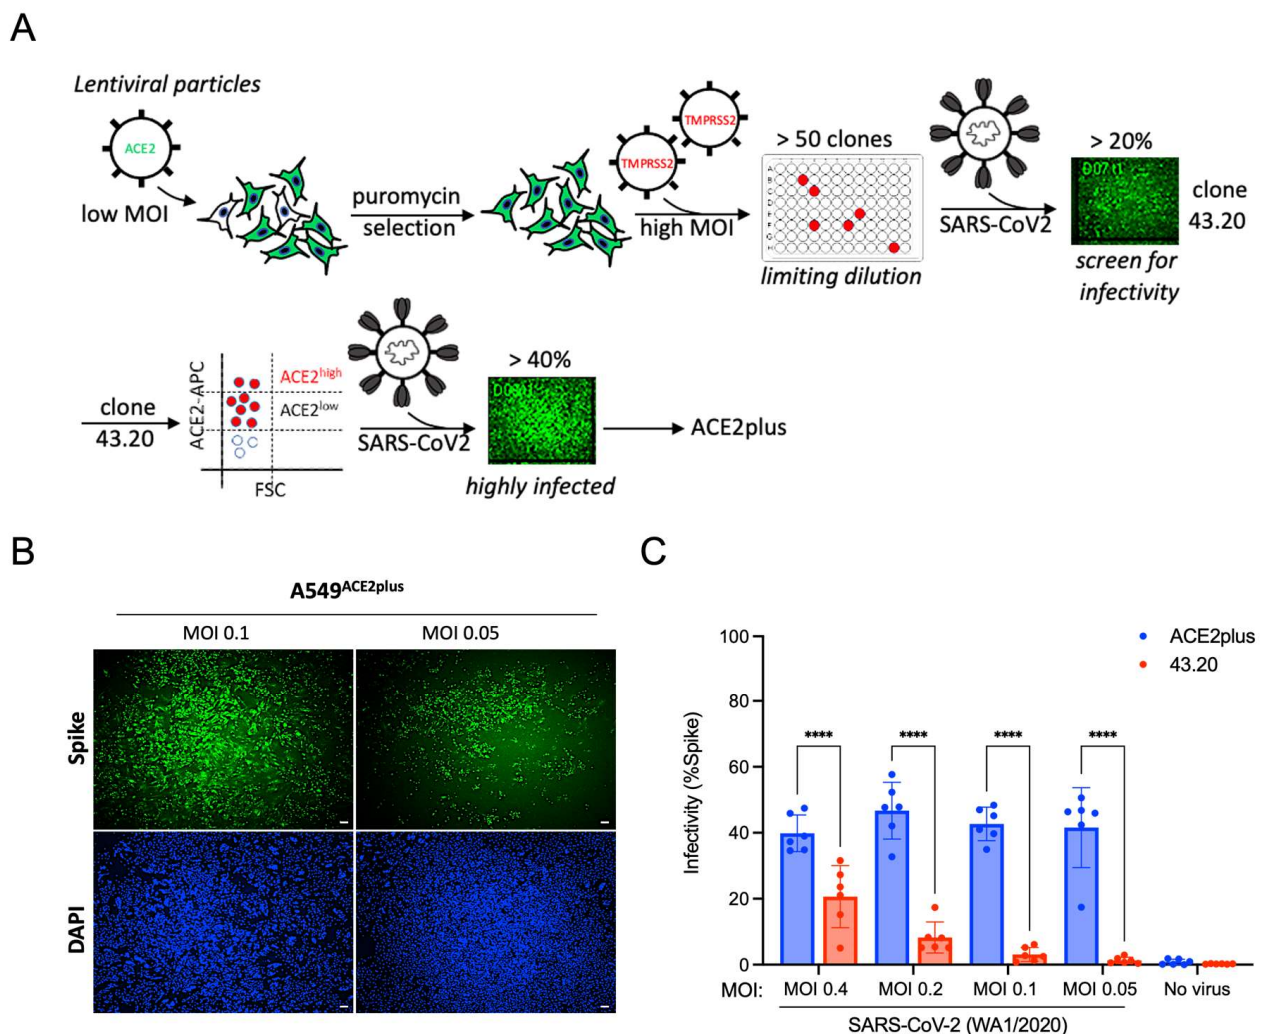 A
Lentiviral particles
ACE2
low MOI
puromycin
selection
TMPRSS2
TMPRSS2
high MOI
> 50 clones
A
B
C
D
E
F
G
H
limiting dilution
SARS-CoV2
> 20%
screen for
infectivity
clone
43.20
clone
43.20
ACE2-APC
ACE2high
ACE2low
FSC
SARS-CoV2
> 40%
highly infected
ACE2plus
B
A549ACE2plus
MOI 0.1 MOI 0.05
Spike
DAPI
C
Infectivity (%Spike)
100
80
60
40
20
0
ACE2plus
43.20
**** **** **** ****
MOI: MOI 0.4 MOI 0.2 MOI 0.1 MOI 0.05 No virus
SARS-CoV-2 (WA1/2020)